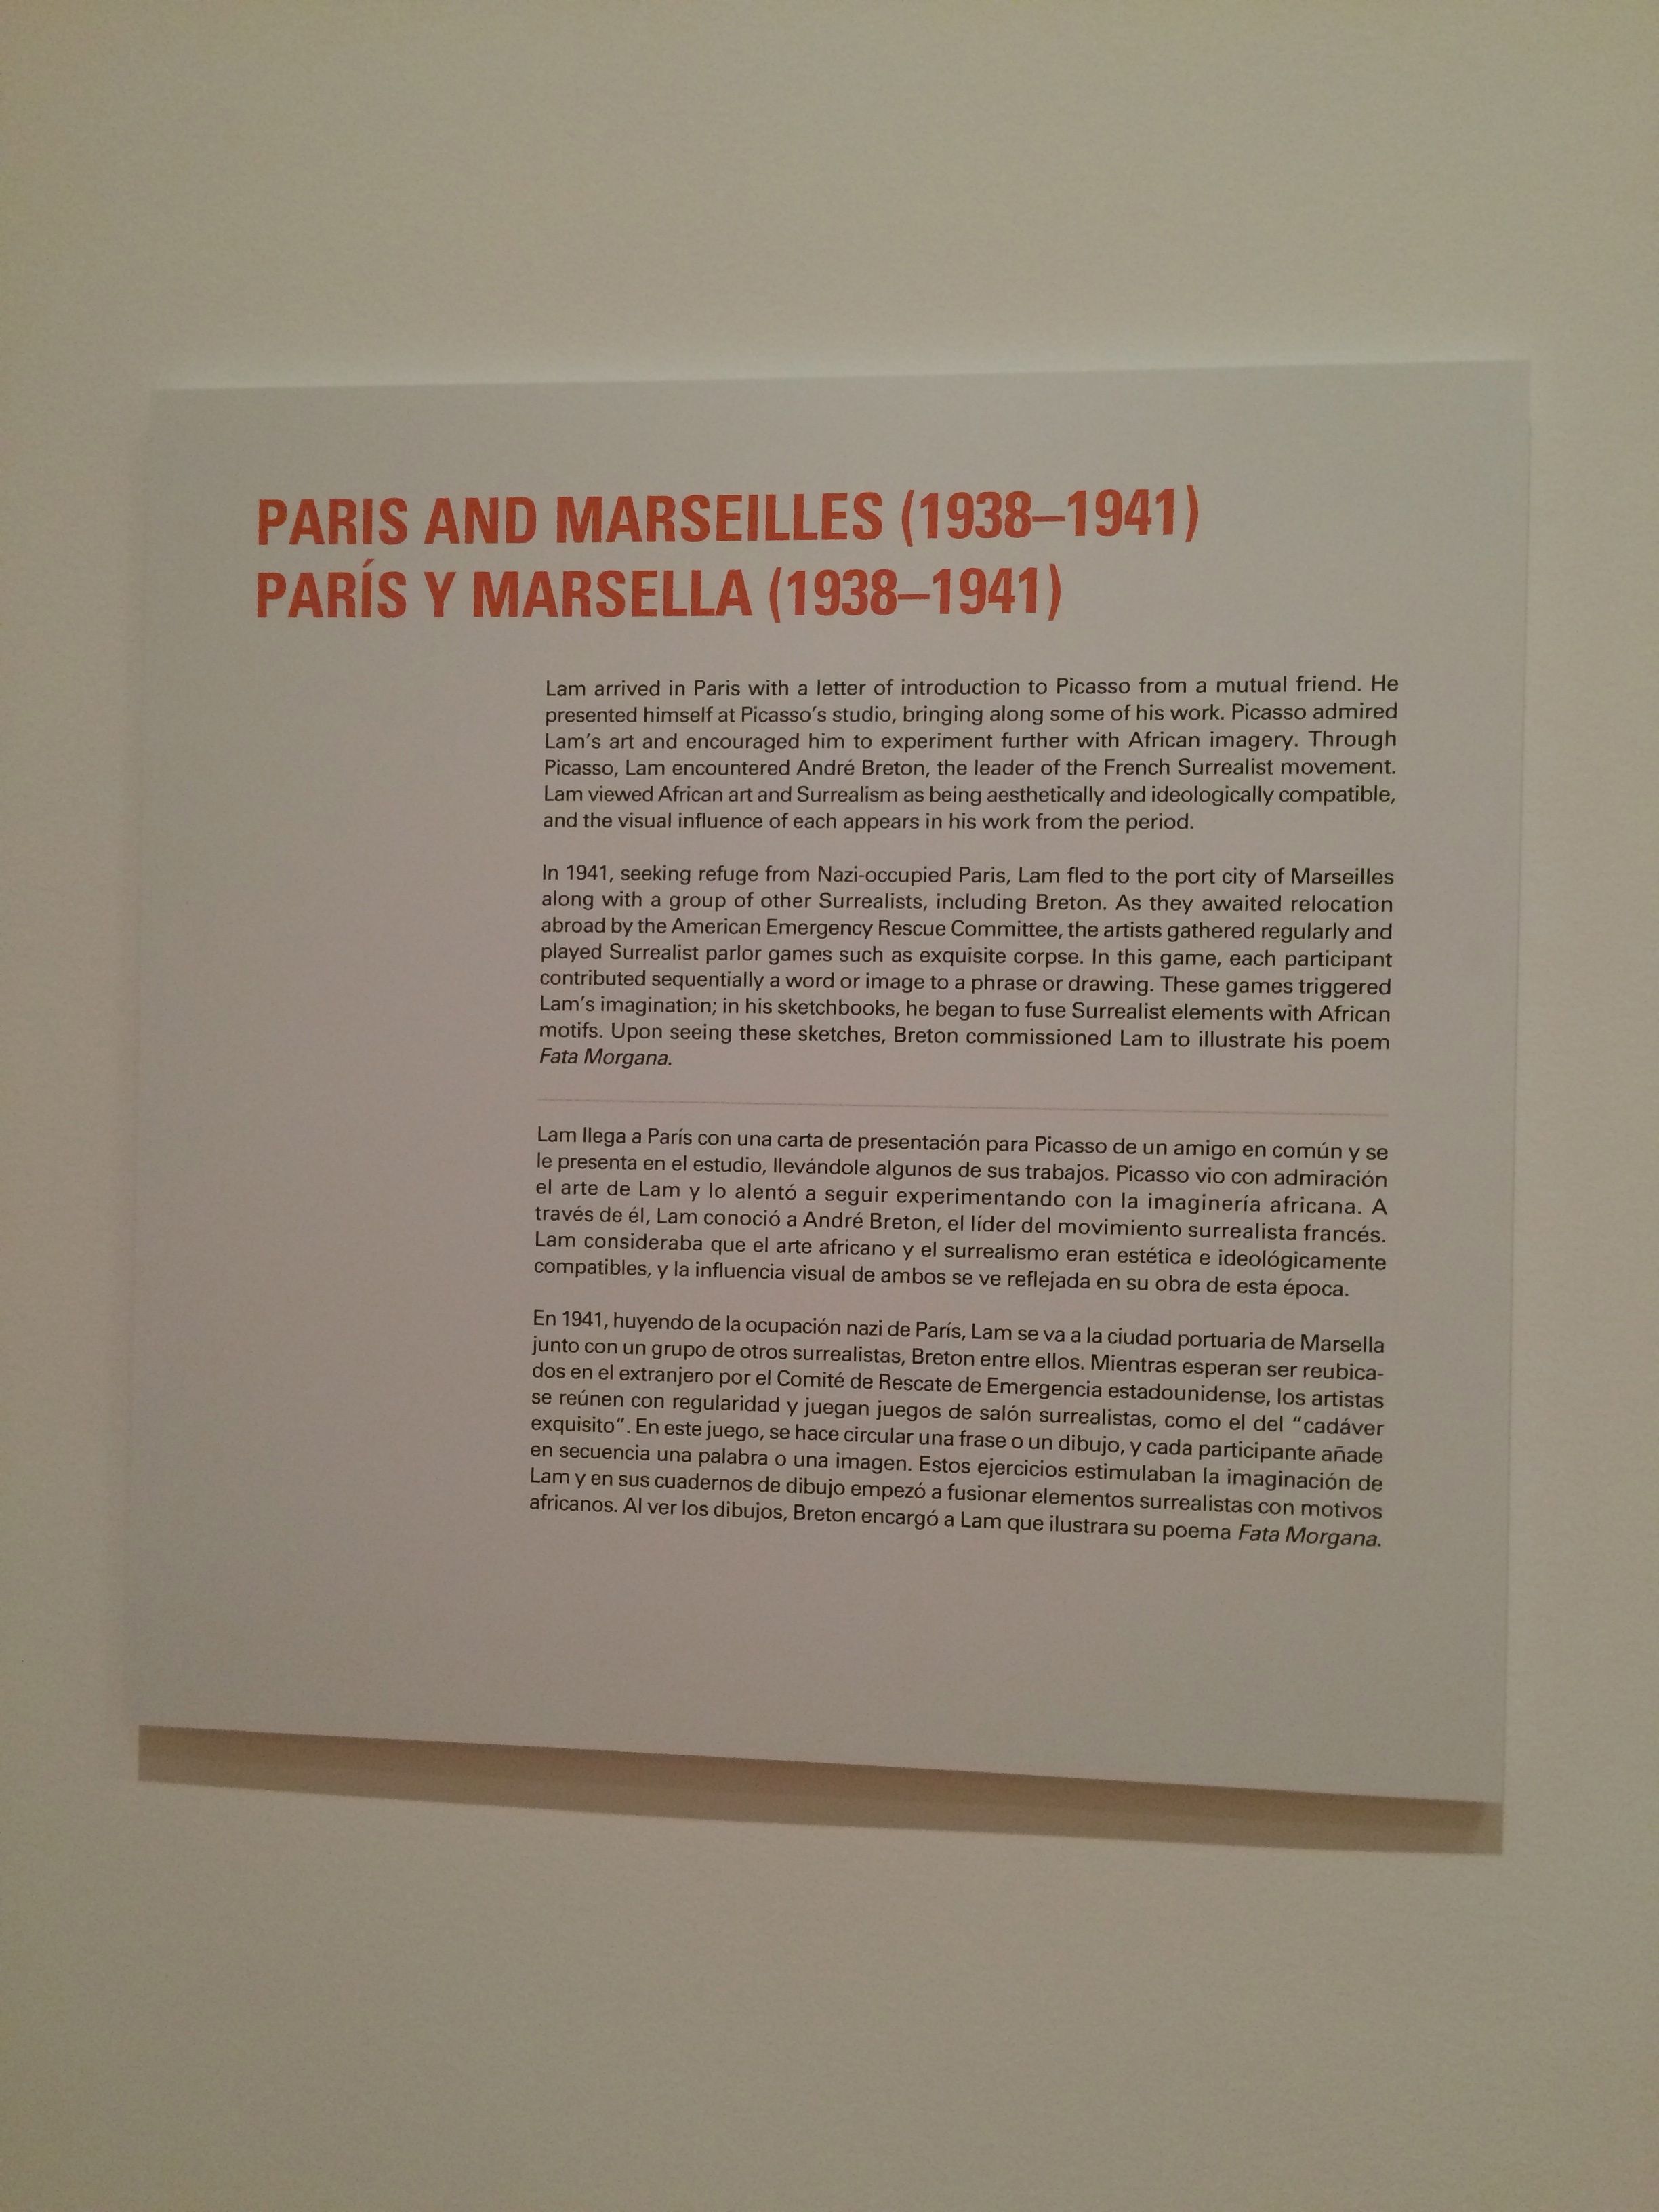 PARIS AND MARSEILLES (1938–1941)
PARÍS Y MARSELLA (1938–1941)
Lam arrived in Paris with a letter of introduction to Picasso from a mutual friend. He
presented himself at Picasso's studio, bringing along some of his work. Picasso admired
Lam's art and encouraged him to experiment further with African imagery. Through
Picasso, Lam encountered André Breton, the leader of the French Surrealist movement.
Lam viewed African art and Surrealism as being aesthetically and ideologically compatible,
and the visual influence of each appears in his work from the period.
In 1941, seeking refuge from Nazi-occupied Paris, Lam fled to the port city of Marseilles
along with a group of other Surrealists, including Breton. As they awaited relocation
abroad by the American Emergency Rescue Committee, the artists gathered regularly and
played Surrealist parlor games such as exquisite corpse. In this game, each participant
contributed sequentially a word or image to a phrase or drawing. These games triggered
Lam's imagination; in his sketchbooks, he began to fuse Surrealist elements with African
motifs. Upon seeing these sketches, Breton commissioned Lam to illustrate his poem
Fata Morgana.
Lam llega a París con una carta de presentación para Picasso de un amigo en común y se
le presenta en el estudio, llevándole algunos de sus trabajos. Picasso vio con admiración
el arte de Lam y lo alentó a seguir experimentando con la imaginería africana. A
través de él, Lam conoció a André Breton, el líder del movimiento surrealista francés.
Lam consideraba que el arte africano y el surrealismo eran estética e ideológicamente
compatibles, y la influencia visual de ambos se ve reflejada en su obra de esta época.
En 1941, huyendo de la ocupación nazi de París, Lam se va a la ciudad portuaria de Marsella
junto con un grupo de otros surrealistas, Breton entre ellos. Mientras esperan ser reubica-
dos en el extranjero por el Comité de Rescate de Emergencia estadounidense, los artistas
se reúnen con regularidad y juegan juegos de salón surrealistas, como el del "cadáver
exquisito". En este juego, se hace circular una frase o un dibujo, y cada participante añade
en secuencia una palabra o una imagen. Estos ejercicios estimulaban la imaginación de
Lam y en sus cuadernos de dibujo empezó a fusionar elementos surrealistas con motivos
africanos. Al ver los dibujos, Breton encargó a Lam que ilustrara su poema Fata Morgana.